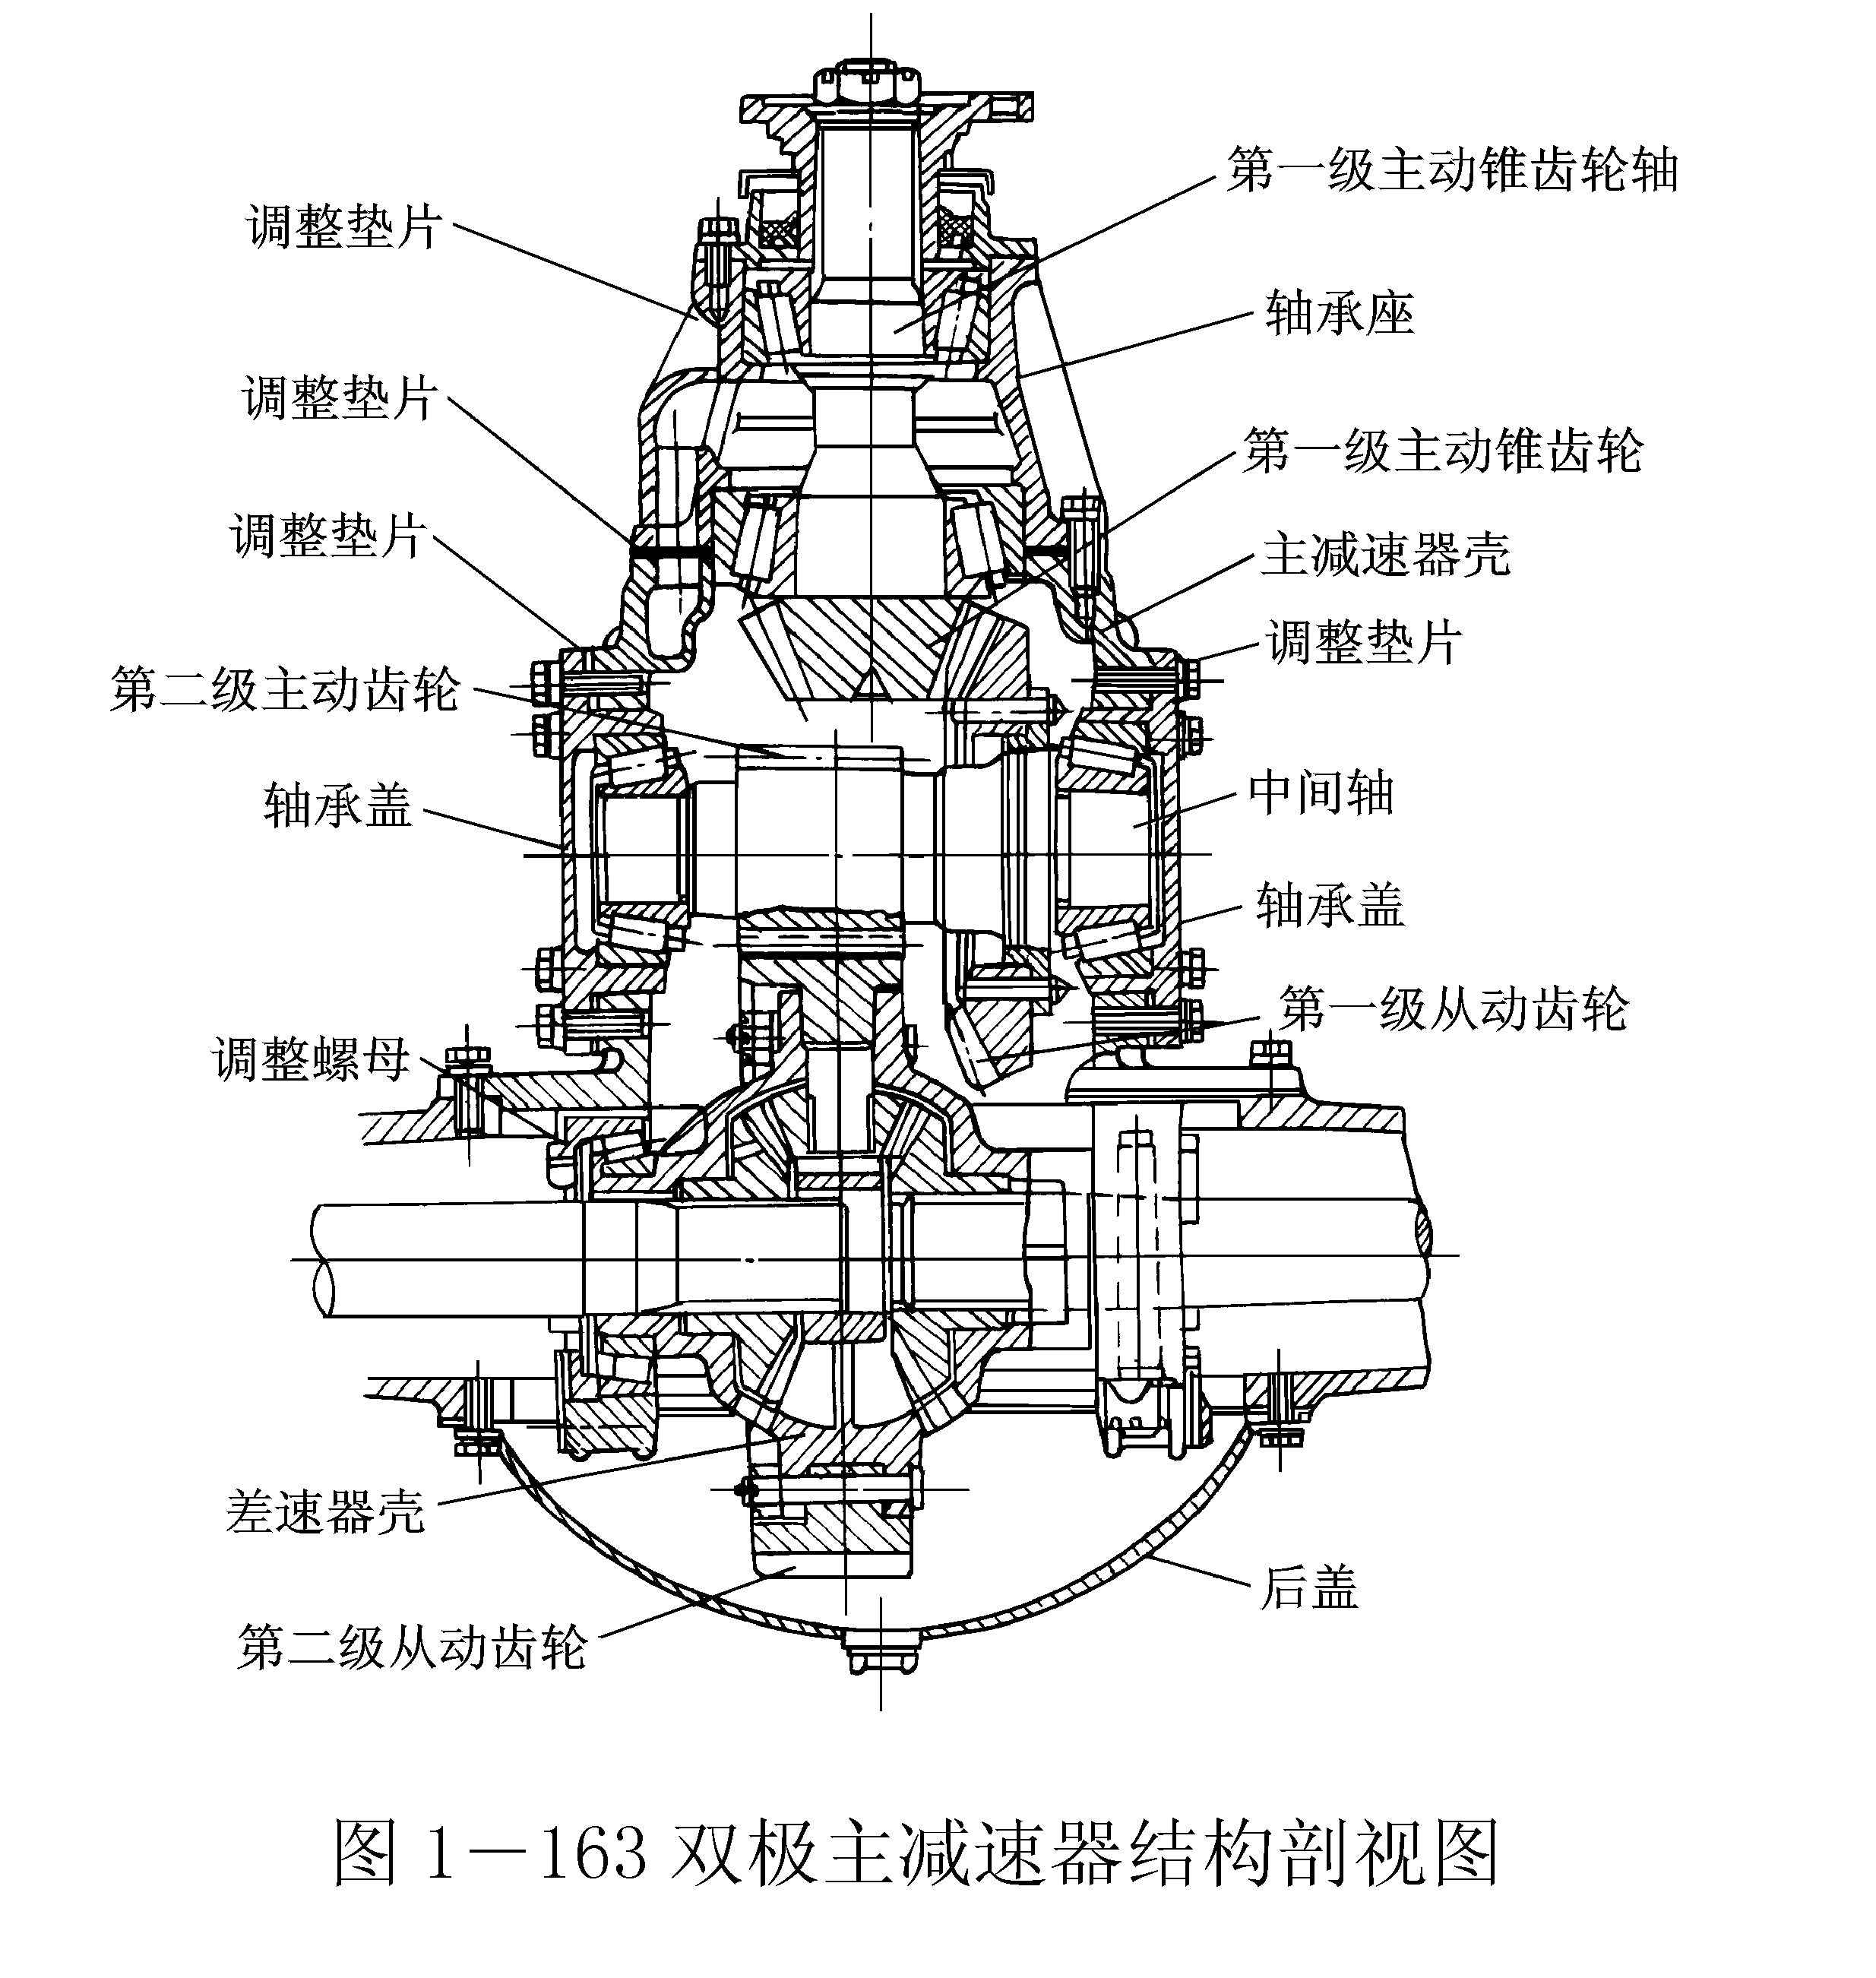 第一级主动锥齿轮轴
调整垫片
轴承座
调整垫片
第一级主动锥齿轮
调整垫片
主减速器壳
调整垫片
第二级主动齿轮
中间轴
轴承盖
轴承盖
第一级从动齿轮
调整螺母
差速器壳
后盖
第二级从动齿轮
图1-163 双极主减速器结构剖视图